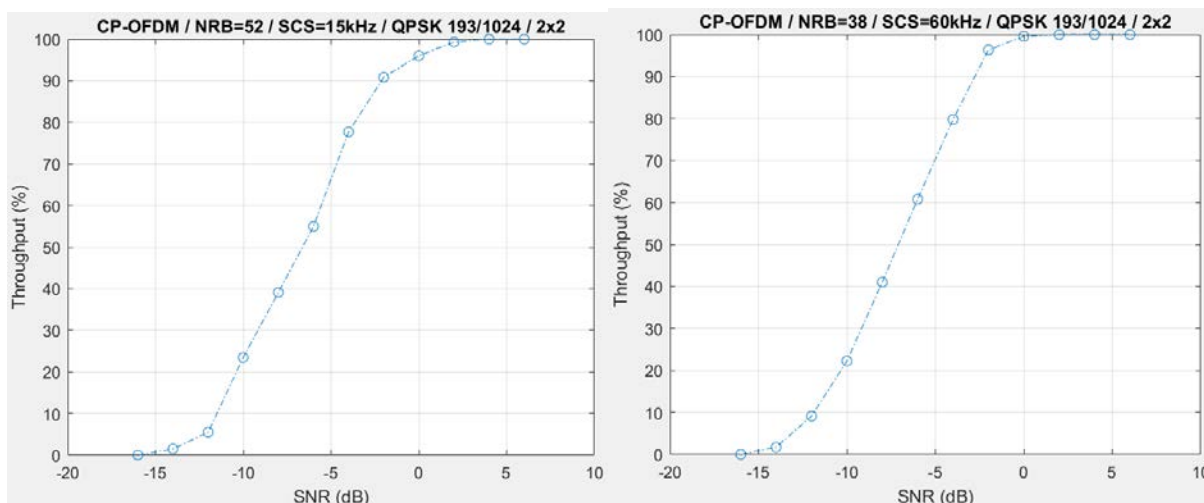 CP-OFDM / NRB=52 / SCS=15kHz / QPSK 193/1024 / 2x2
100
90
80
70
60
50
40
30
20
10
0
Throughput (%)
-20 -15 -10 -5 0 5 10
SNR (dB)
CP-OFDM / NRB=38 / SCS=60kHz / QPSK 193/1024 / 2x2
100
90
80
70
60
50
40
30
20
10
0
Throughput (%)
-20 -15 -10 -5 0 5 10
SNR (dB)